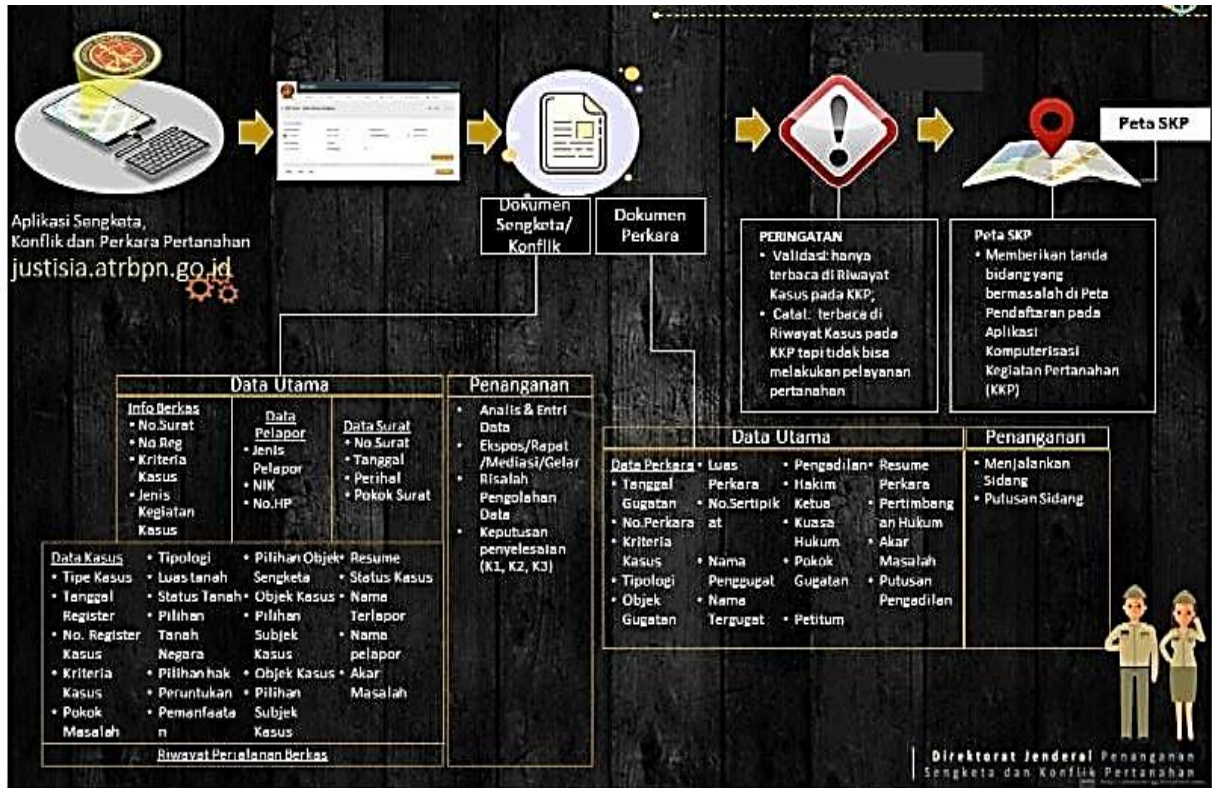 Peta SKP
Aplikasi Sengketa,
Konflik dan Perkara Pertanahan
justisia.atrbpn.go.id
Dokumen
Sengketa/
Konflik
Dokumen
Perkara
PERINGATAN
• Validasi: hanya
terbaca di Riwayat
Kasus pada KKP;
• Catat: terbaca di
Riwayat Kasus pada
KKP tapi tidak bisa
melakukan pelayanan
pertanahan
Peta SKP
• Memberikan tanda
bidang yang
bermasalah di Peta
Pendaftaran pada
Aplikasi
Komputerisasi
Kegiatan Pertanahan
(KKP)
Data Utama
Info Berkas
• No.Surat
• No Reg
• Kriteria
Kasus
• Jenis
Kegiatan
Kasus
Data
Pelapor
• Jenis
Pelapor
• NIK
• No.HP
Data Surat
• No Surat
• Tanggal
• Perihal
• Pokok Surat
Data Kasus
• Tipe Kasus
• Tanggal
Register
• No. Register
Kasus
• Kriteria
Kasus
• Pokok
Masalah
• Tipologi
• Luas tanah
• Status Tanah
• Pilihan
Tanah
Negara
• Pilihan hak
• Peruntukan
• Pemanfaata
n
• Pilihan Objek
Sengketa
• Objek Kasus
• Pilihan
Subjek
Kasus
• Objek Kasus
• Pilihan
Subjek
Kasus
• Resume
• Status Kasus
• Nama
Terlapor
• Nama
pelapor
• Akar
Masalah
Riwayat Perjalanan Berkas
Penanganan
• Analis & Entri
Data
• Ekspos/Rapat
/Mediasi/Gelar
• Risalah
Pengolahan
Data
• Keputusan
penyelesaian
(K1, K2, K3)
Data Utama
Data Perkara
• Tanggal
Gugatan
• No.Perkara
• Kriteria
Kasus
• Tipologi
• Objek
Gugatan
• Luas
Perkara
• No.Sertipik
at
• Nama
Penggugat
• Nama
Tergugat
• Pengadilan
• Hakim
Ketua
• Kuasa
Hukum
• Pokok
Gugatan
• Petitum
• Resume
Perkara
• Pertimbang
an Hukum
• Akar
Masalah
• Putusan
Pengadilan
Penanganan
• Menjalankan
Sidang
• Putusan Sidang
Direktorat Jenderal Penanganan
Sengketa dan Konflik Pertanahan